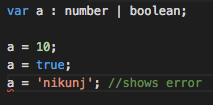 var a : number | boolean;
a = 10;
a = true;
a = 'nikunj'; //shows error